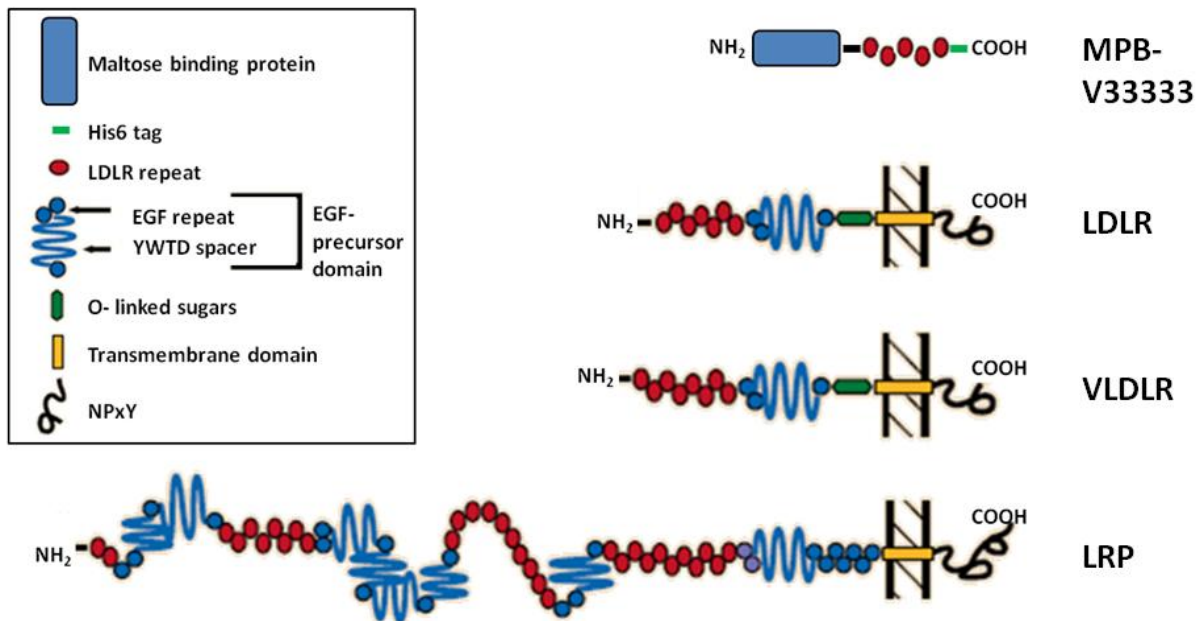 Maltose binding protein
His6 tag
LDLR repeat
EGF repeat
YWTD spacer
EGF-
precursor
domain
O- linked sugars
Transmembrane domain
NPxY
NH2
COOH
MPB-
V33333
NH2
COOH
LDLR
NH2
COOH
VLDLR
NH2
COOH
LRP